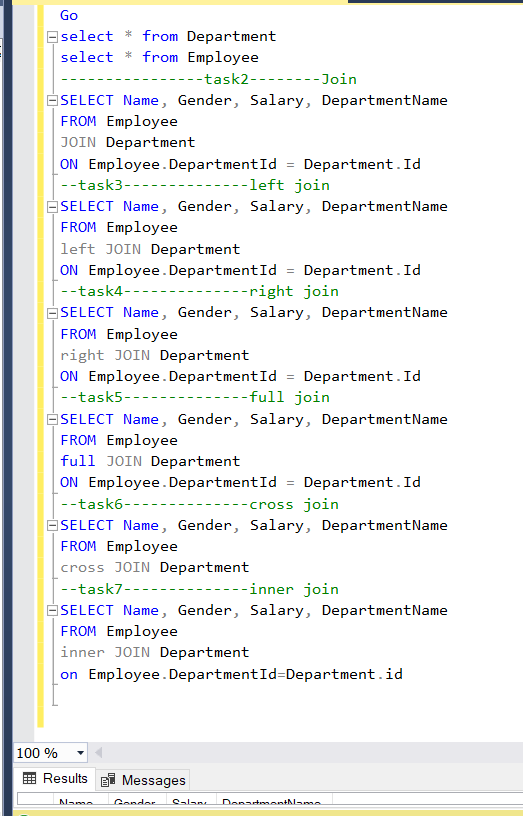 Go
select * from Department
select * from Employee
----------------task2--------Join
SELECT Name, Gender, Salary, DepartmentName
FROM Employee
JOIN Department
ON Employee.DepartmentId = Department.Id
--task3--------------left join
SELECT Name, Gender, Salary, DepartmentName
FROM Employee
left JOIN Department
ON Employee.DepartmentId = Department.Id
--task4--------------right join
SELECT Name, Gender, Salary, DepartmentName
FROM Employee
right JOIN Department
ON Employee.DepartmentId = Department.Id
--task5--------------full join
SELECT Name, Gender, Salary, DepartmentName
FROM Employee
full JOIN Department
ON Employee.DepartmentId = Department.Id
--task6--------------cross join
SELECT Name, Gender, Salary, DepartmentName
FROM Employee
cross JOIN Department
--task7--------------inner join
SELECT Name, Gender, Salary, DepartmentName
FROM Employee
inner JOIN Department
on Employee.DepartmentId=Department.id
100 %
Results Messages
Name Gender Salary DepartmentName